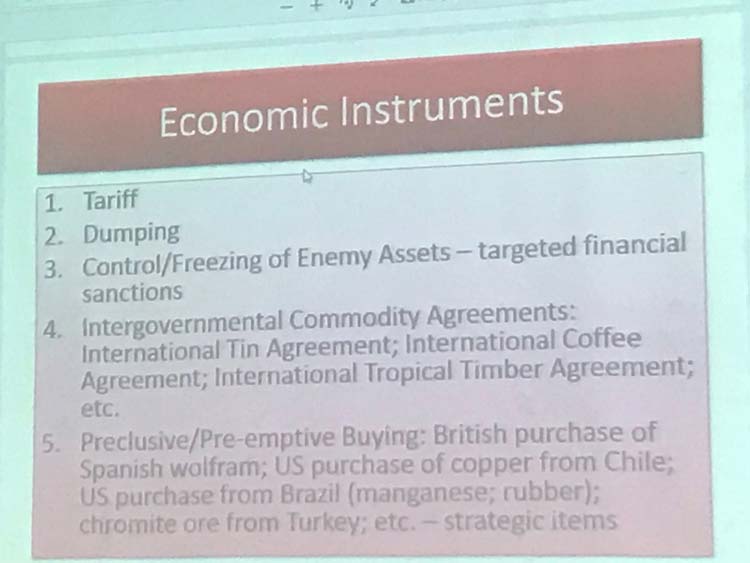 Economic Instruments
1. Tariff
2. Dumping
3. Control/Freezing of Enemy Assets – targeted financial
sanctions
4. Intergovernmental Commodity Agreements:
International Tin Agreement; International Coffee
Agreement; International Tropical Timber Agreement;
etc.
5. Preclusive/Pre-emptive Buying: British purchase of
Spanish wolfram; US purchase of copper from Chile;
US purchase from Brazil (manganese; rubber);
chromite ore from Turkey; etc. – strategic items